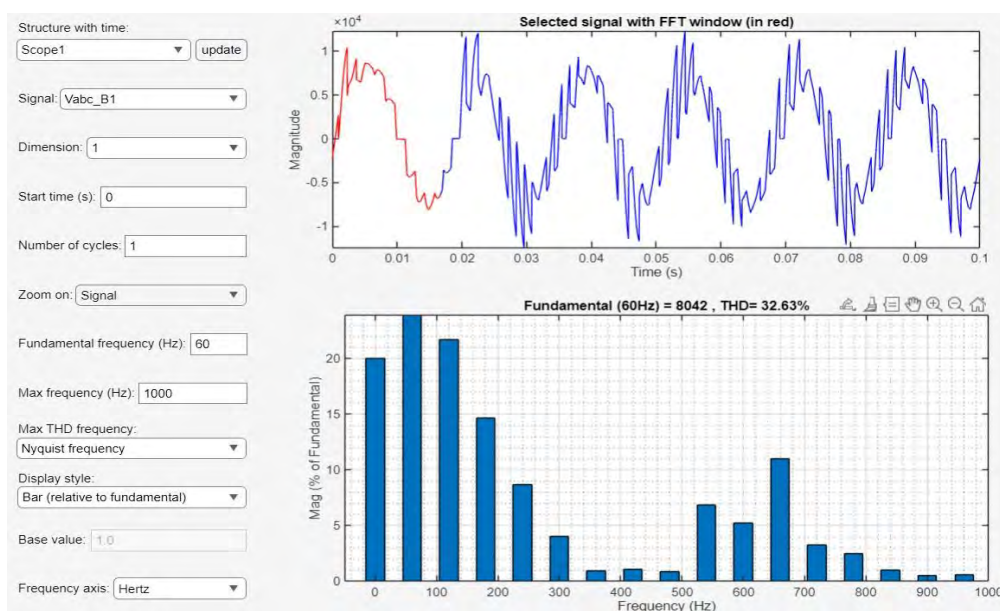 Structure with time:
Scope1
update
Signal: Vabc_B1
Dimension: 1
Start time (s): 0
Number of cycles: 1
Zoom on: Signal
Fundamental frequency (Hz): 60
Max frequency (Hz): 1000
Max THD frequency:
Nyquist frequency
Display style:
Bar (relative to fundamental)
Base value: 1.0
Frequency axis: Hertz
×10⁴
Selected signal with FFT window (in red)
1
0.5
0
-0.5
-1
Magnitude
0 0.01 0.02 0.03 0.04 0.05 0.06 0.07 0.08 0.09 0.1
Time (s)
Fundamental (60Hz) = 8042 , THD= 32.63%
20
15
10
5
0
Mag (% of Fundamental)
0 100 200 300 400 500 600 700 800 900 1000
Frequency (Hz)